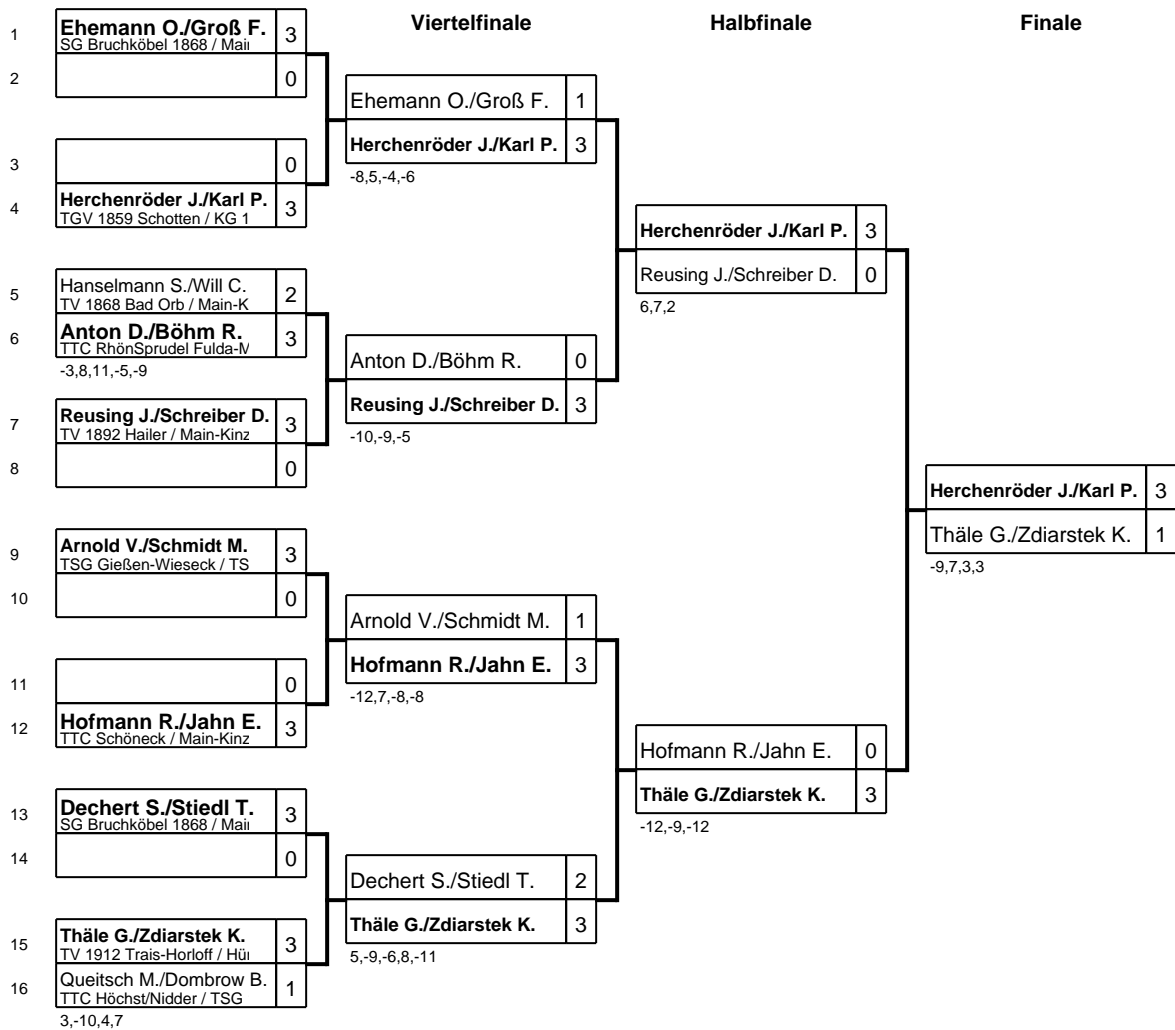 Viertelfinale
Halbfinale
Finale
1 Ehemann O./Groß F. 3
SG Bruchköbel 1868 /
2 0
3 0
4 Herchenröder J./Karl P. 3
TGV 1859 Schotten / KG 1
5 Hanselmann S./Will C. 2
TV 1868 Bad Orb / Main-K
6 Anton D./Böhm R. 3
TTC RhönSprudel
-3,8,11,-5,-9
7 Reusing J./Schreiber D. 3
TV 1892 Hailer / Main-Kinz
8 0
9 Arnold V./Schmidt M. 3
TSG Gießen-Wieseck / TS
10 0
11 0
12 Hofmann R./Jahn E. 3
TTC Schöneck / Main-Kinz
13 Dechert S./Stiedl T. 3
SG Bruchköbel 1868 /
14 0
15 Thäle G./Zdiarstek K. 3
TV 1912 Trais-Horloff /
16 Queitsch M./Dombrow B. 1
TTC Höchst/Nidder / TSG
3,-10,4,7
Ehemann O./Groß F. 1
Herchenröder J./Karl P. 3
-8,5,-4,-6
Anton D./Böhm R. 0
Reusing J./Schreiber D. 3
-10,-9,-5
Arnold V./Schmidt M. 1
Hofmann R./Jahn E. 3
-12,7,-8,-8
Dechert S./Stiedl T. 2
Thäle G./Zdiarstek K. 3
5,-9,-6,8,-11
Herchenröder J./Karl P. 3
Reusing J./Schreiber D. 0
6,7,2
Hofmann R./Jahn E. 0
Thäle G./Zdiarstek K. 3
-12,-9,-12
Herchenröder J./Karl P. 3
Thäle G./Zdiarstek K. 1
-9,7,3,3